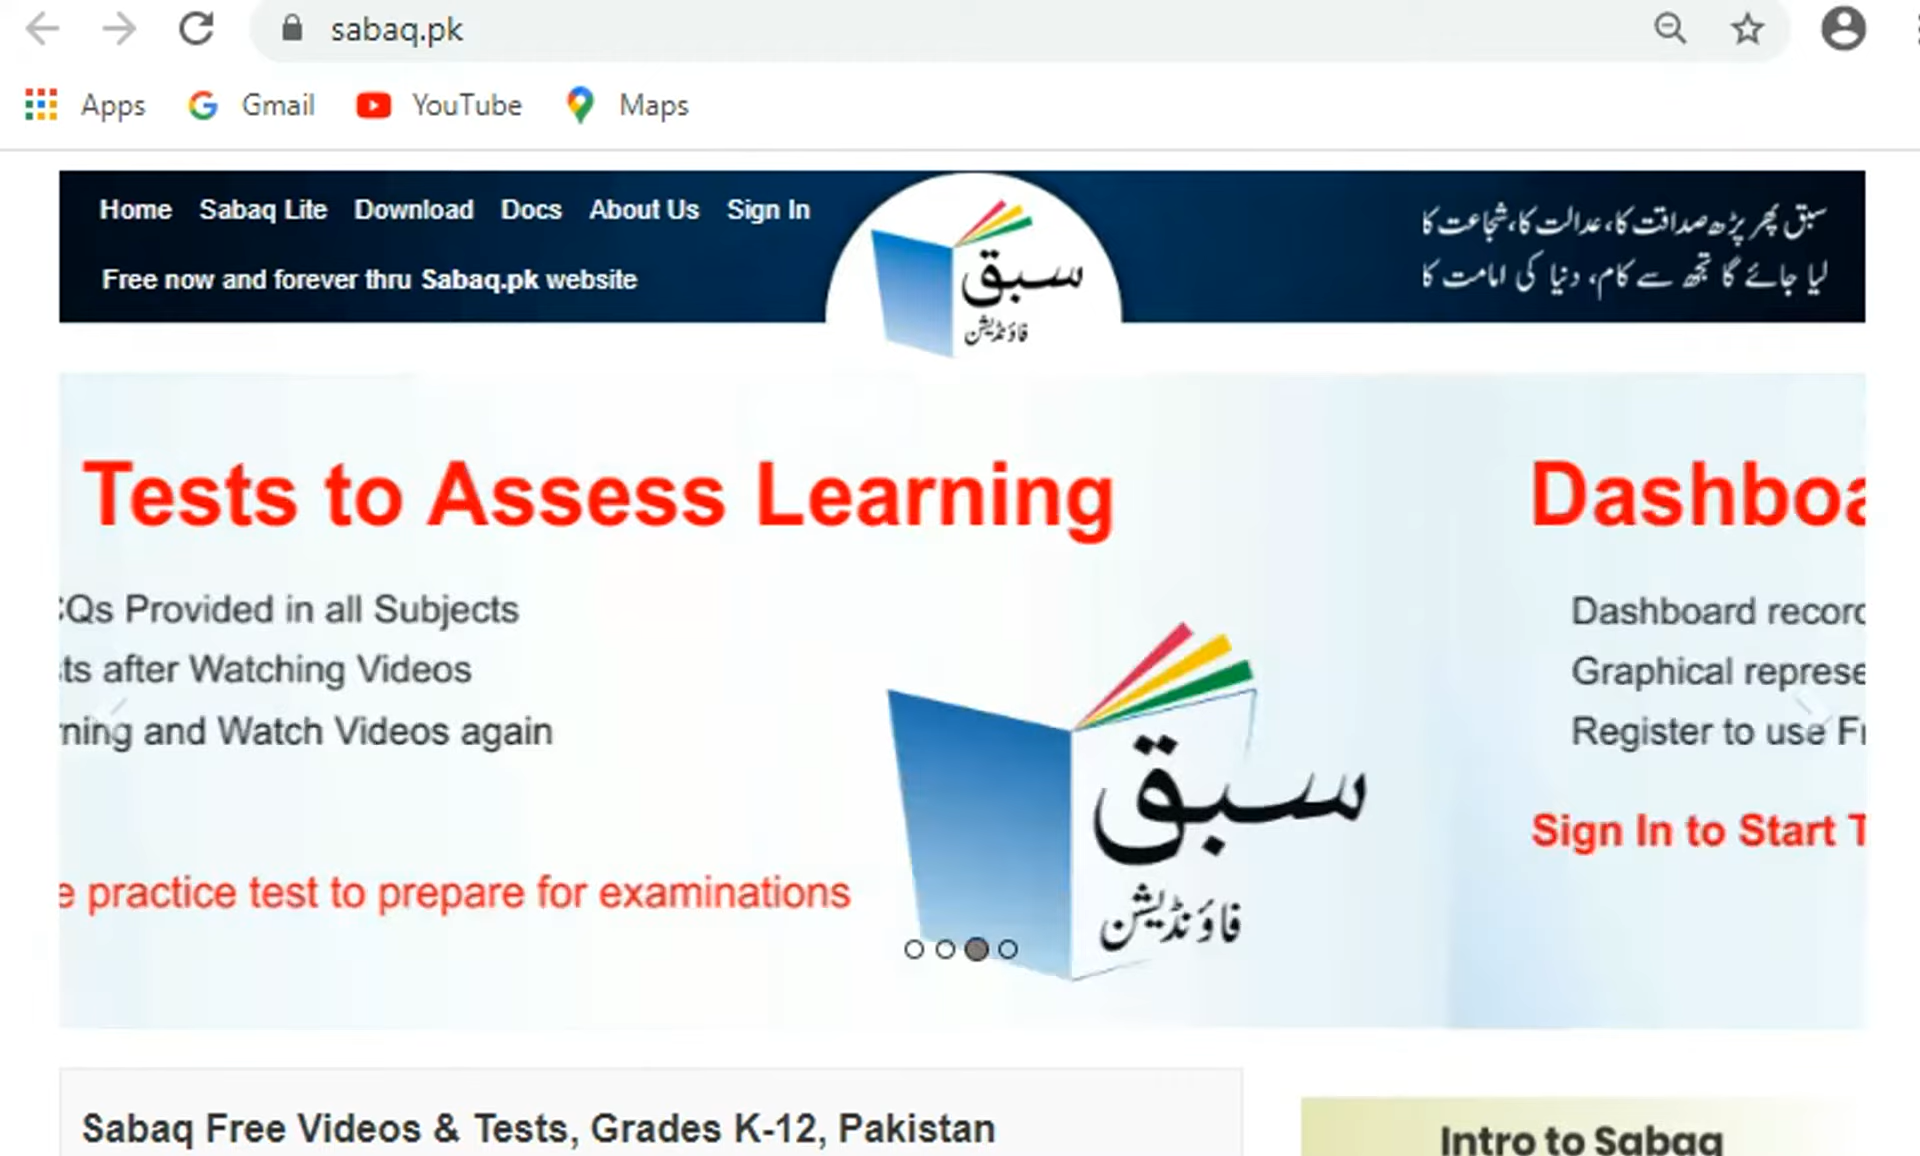 sabaq.pk
Apps Gmail YouTube Maps
Home Sabaq Lite Download Docs About Us Sign In
Free now and forever thru Sabaq.pk website
سبق
فاؤنڈیشن
سبق پھر پڑھ صداقت کا، عدالت کا، شجاعت کا
لیا جائے گا تجھ سے کام، دنیا کی امامت کا
Tests to Assess Learning
CQs Provided in all Subjects
ts after Watching Videos
ning and Watch Videos again
e practice test to prepare for examinations
سبق
فاؤنڈیشن
Dashboa
Dashboard record
Graphical represe
Register to use Fr
Sign In to Start T
Sabaq Free Videos & Tests, Grades K-12, Pakistan
Intro to Sabaq